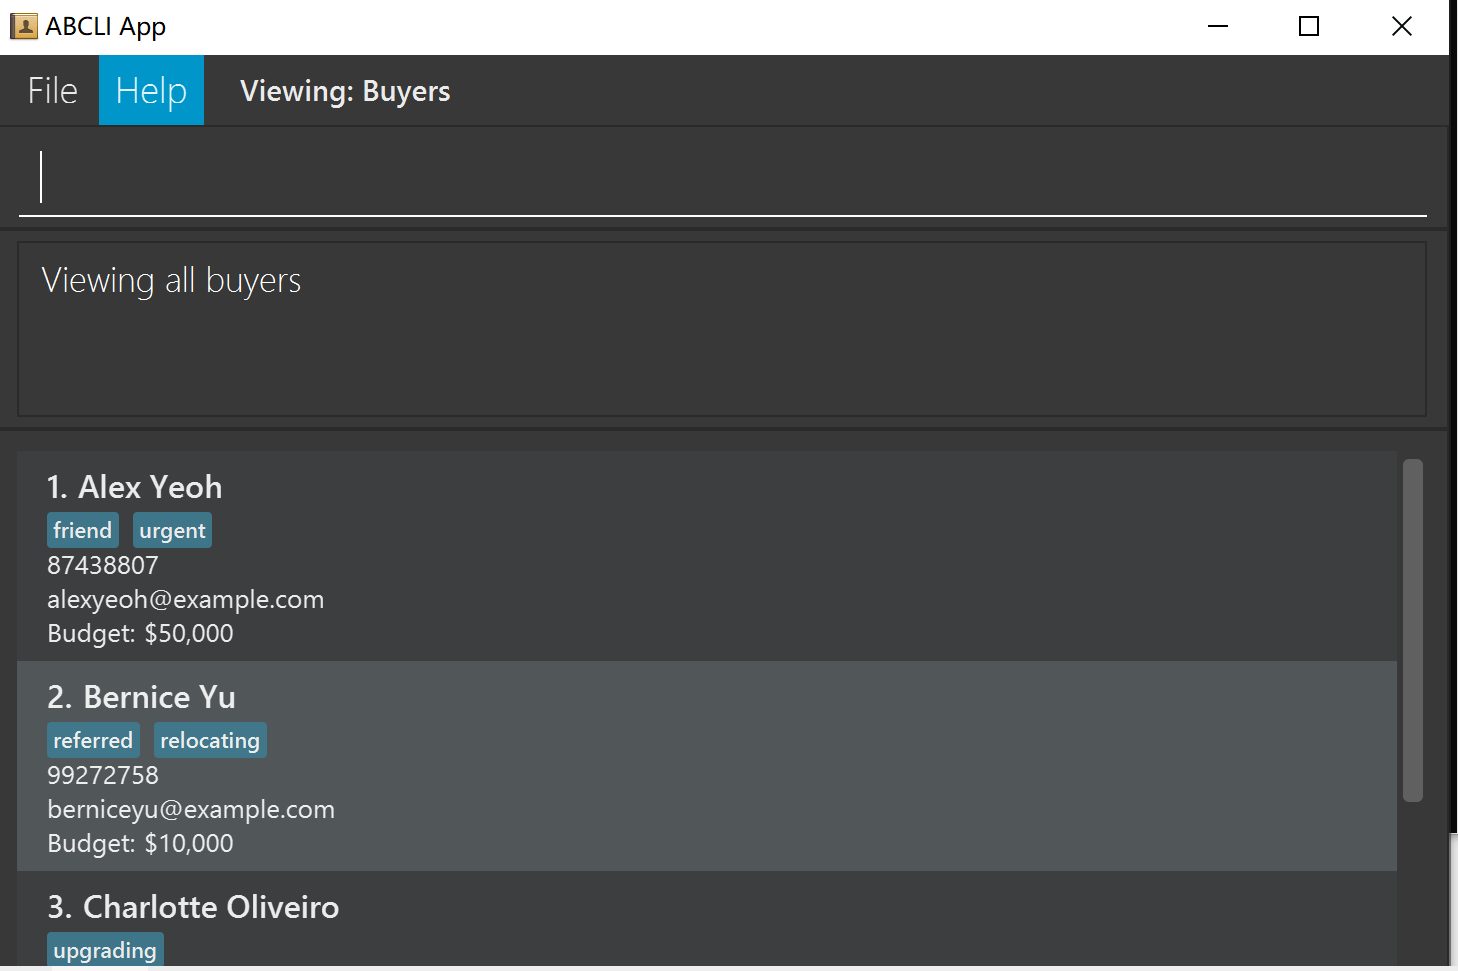 ABCLI App
File Help Viewing: Buyers
Viewing all buyers
1. Alex Yeoh
friend urgent
87438807
alexyeoh@example.com
Budget: $50,000
2. Bernice Yu
referred relocating
99272758
berniceyu@example.com
Budget: $10,000
3. Charlotte Oliveiro
upgrading